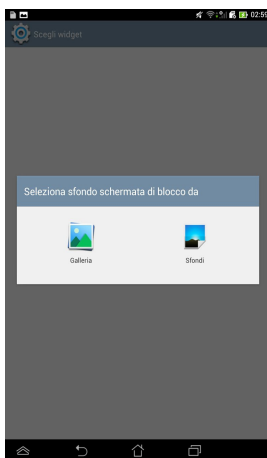 02:59
Scegli widget
Seleziona sfondo schermata di blocco da
Galleria
Sfondi